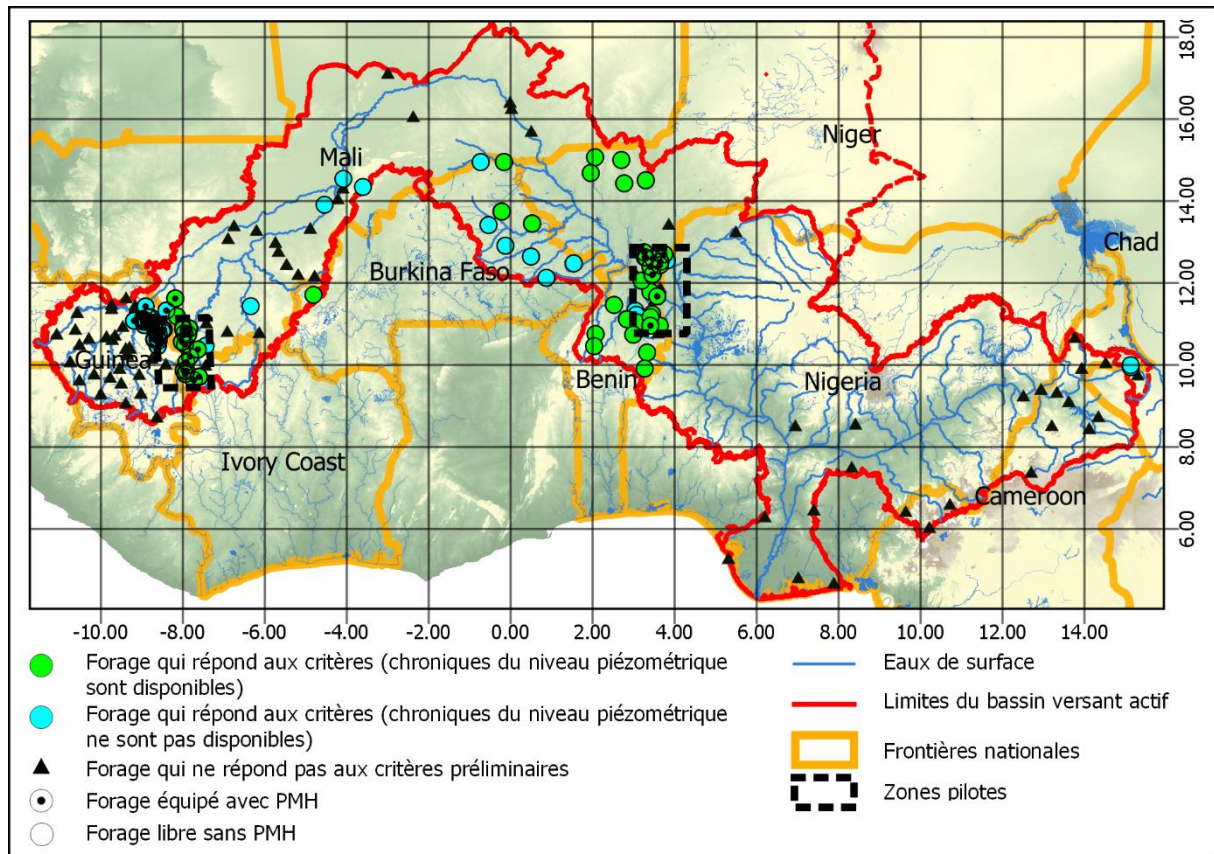 18.00
16.00
14.00
12.00
10.00
8.00
6.00
Niger
Mali
Chad
Burkina Faso
Guinea
Benin
Nigeria
Ivory Coast
Cameroon
-10.00 -8.00 -6.00 -4.00 -2.00 0.00 2.00 4.00 6.00 8.00 10.00 12.00 14.00
Forage qui répond aux critères (chroniques du niveau piézométrique
sont disponibles)
Forage qui répond aux critères (chroniques du niveau piézométrique
ne sont pas disponibles)
Forage qui ne répond pas aux critères préliminaires
Forage équipé avec PMH
Forage libre sans PMH
Eaux de surface
Limites du bassin versant actif
Frontières nationales
Zones pilotes